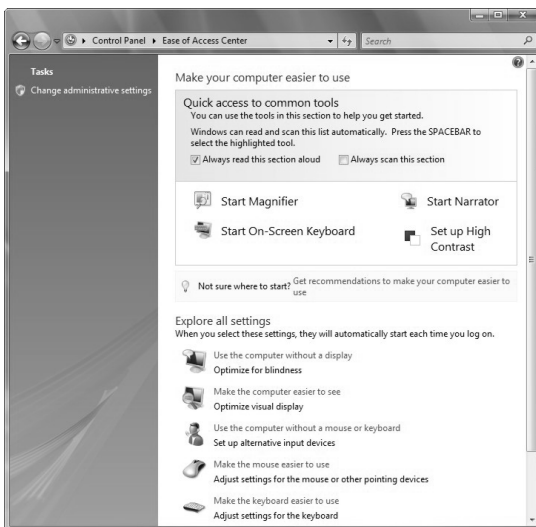 Control Panel
Ease of Access Center
Search
Tasks
Change administrative settings
Make your computer easier to use
Quick access to common tools
You can use the tools in this section to help you get started.
Windows can read and scan this list automatically. Press the SPACEBAR to
select the highlighted tool.
Always read this section aloud
Always scan this section
Start Magnifier
Start Narrator
Start On-Screen Keyboard
Set up High
Contrast
Not sure where to start? Get recommendations to make your computer easier to
use
Explore all settings
When you select these settings, they will automatically start each time you log on.
Use the computer without a display
Optimize for blindness
Make the computer easier to see
Optimize visual display
Use the computer without a mouse or keyboard
Set up alternative input devices
Make the mouse easier to use
Adjust settings for the mouse or other pointing devices
Make the keyboard easier to use
Adjust settings for the keyboard